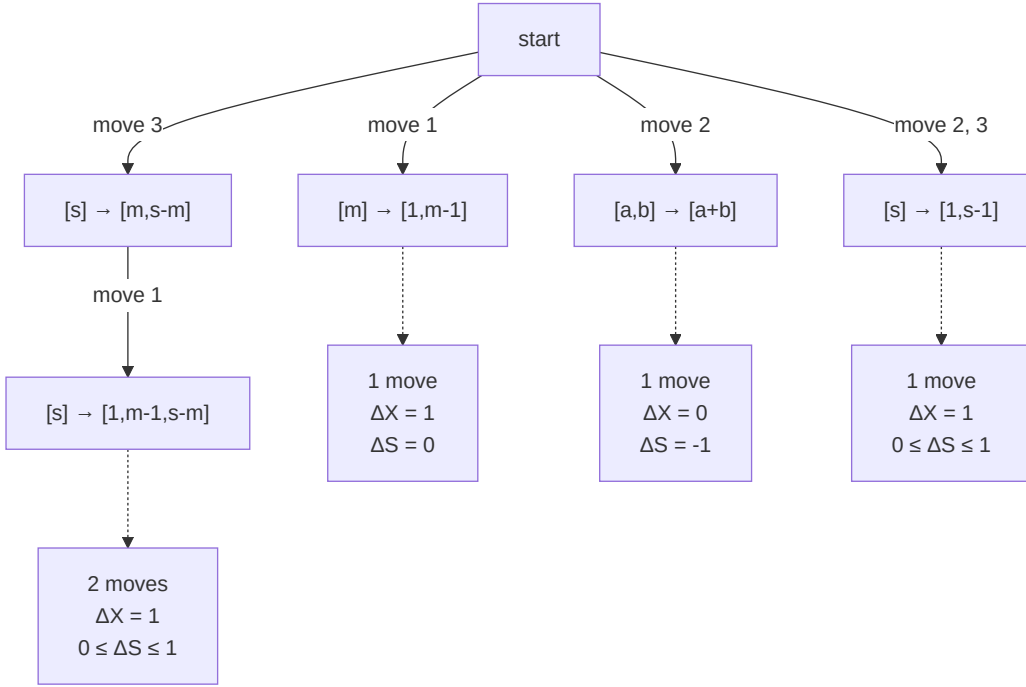 start
move 3
move 1
move 2
move 2, 3
[s] → [m,s-m]
[m] → [1,m-1]
[a,b] → [a+b]
[s] → [1,s-1]
move 1
[s] → [1,m-1,s-m]
1 move
ΔX = 1
ΔS = 0
1 move
ΔX = 0
ΔS = -1
1 move
ΔX = 1
0 ≤ ΔS ≤ 1
2 moves
ΔX = 1
0 ≤ ΔS ≤ 1